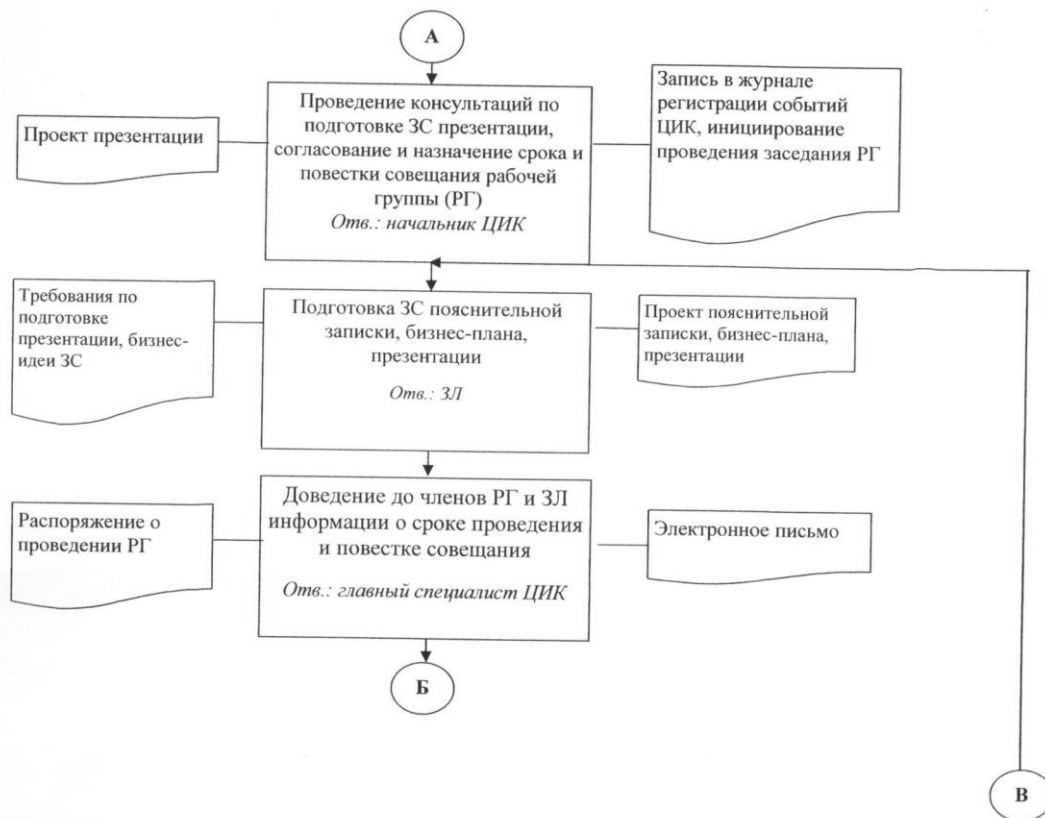 А
Проект презентации
Проведение консультаций по
подготовке ЗС презентации,
согласование и назначение срока и
повестки совещания рабочей
группы (РГ)
Отв.: начальник ЦИК
Запись в журнале
регистрации событий
ЦИК, инициирование
проведения заседания РГ
Требования по
подготовке
презентации, бизнес-
идеи ЗС
Подготовка ЗС пояснительной
записки, бизнес-плана,
презентации
Отв.: ЗЛ
Проект пояснительной
записки, бизнес-плана,
презентации
Распоряжение о
проведении РГ
Доведение до членов РГ и ЗЛ
информации о сроке проведения
и повестке совещания
Отв.: главный специалист ЦИК
Электронное письмо
Б
В